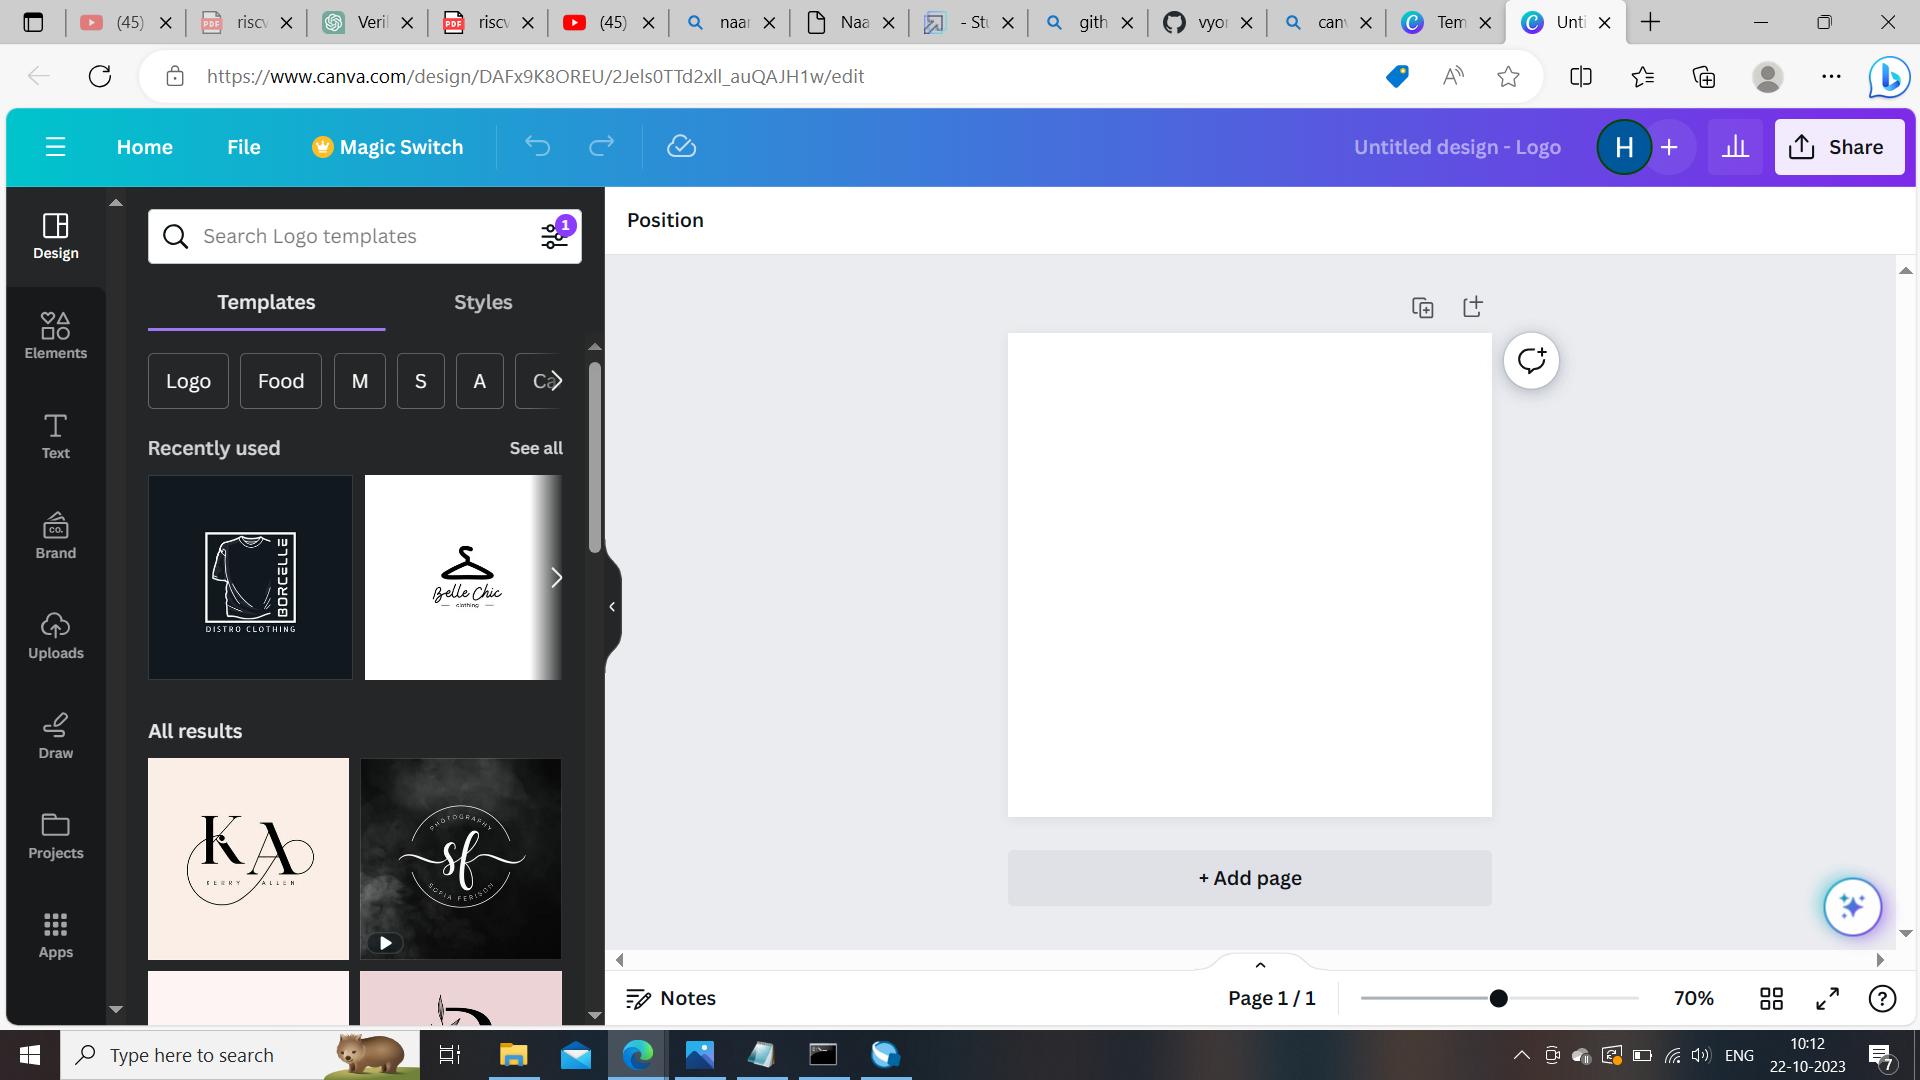 (45)
riscv
Veril
riscv
(45)
naar
Naa
- Stu
gith
vyor
canv
Tem
Unti
https://www.canva.com/design/DAFx9K8OREU/2Jels0TTd2xll_auQAJH1w/edit
Home File Magic Switch Untitled design - Logo H + Share
Design
Elements
Text
Brand
Uploads
Draw
Projects
Apps
Search Logo templates 1
Templates Styles
Logo Food M S A Ca
Recently used See all
BORCELLE
DISTRO CLOTHING
Belle Chic
clothing
All results
KA
KERRY ALLEN
PHOTOGRAPHY
sf
SOFIA FERISON
Position
+ Add page
Notes Page 1 / 1 70%
Type here to search
ENG
10:12
22-10-2023
7